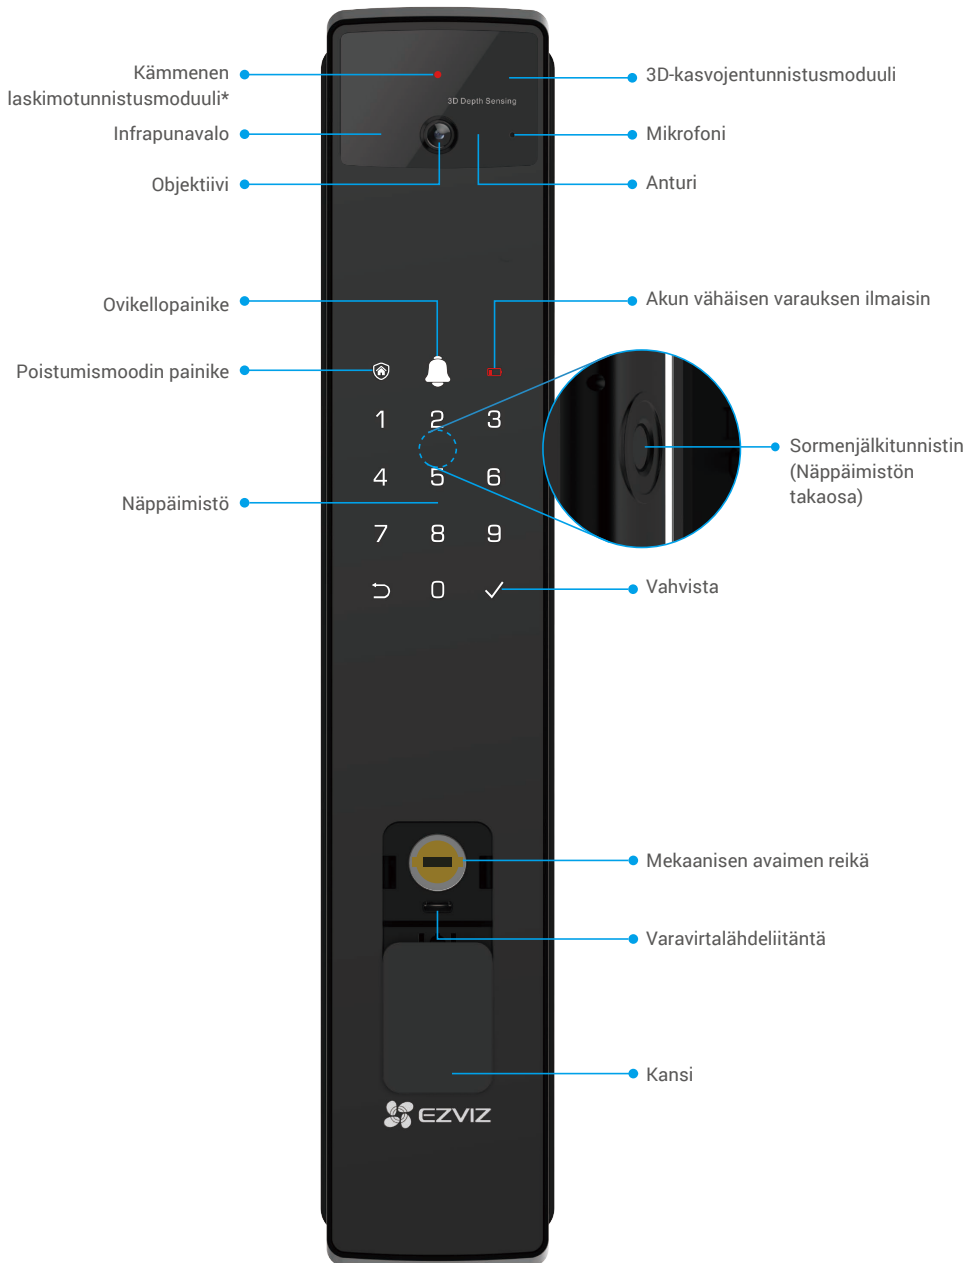 Kämmenen
laskimotunnistusmoduuli*
3D-kasvojentunnistusmoduuli
3D Depth Sensing
Infrapunavalo
Mikrofoni
Objektiivi
Anturi
Ovikellopainike
Akun vähäisen varauksen ilmaisin
Poistumismoodin painike
1 2 3
Sormenjälkitunnistin
(Näppäimistön
takaosa)
4 5 6
Näppäimistö
7 8 9
0
Vahvista
Mekaanisen avaimen reikä
Varavirtalähdeliitäntä
Kansi
EZVIZ